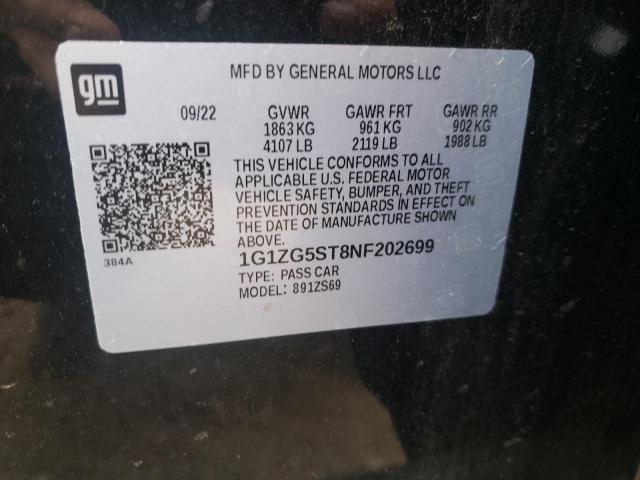 gm
MFD BY GENERAL MOTORS LLC
09/22 GVWR GAWR FRT GAWR RR
1863 KG 961 KG 902 KG
4107 LB 2119 LB 1988 LB
THIS VEHICLE CONFORMS TO ALL
APPLICABLE U.S. FEDERAL MOTOR
VEHICLE SAFETY, BUMPER, AND THEFT
PREVENTION STANDARDS IN EFFECT ON
THE DATE OF MANUFACTURE SHOWN
ABOVE.
384A
1G1ZG5ST8NF202699
TYPE: PASS CAR
MODEL: 891ZS69